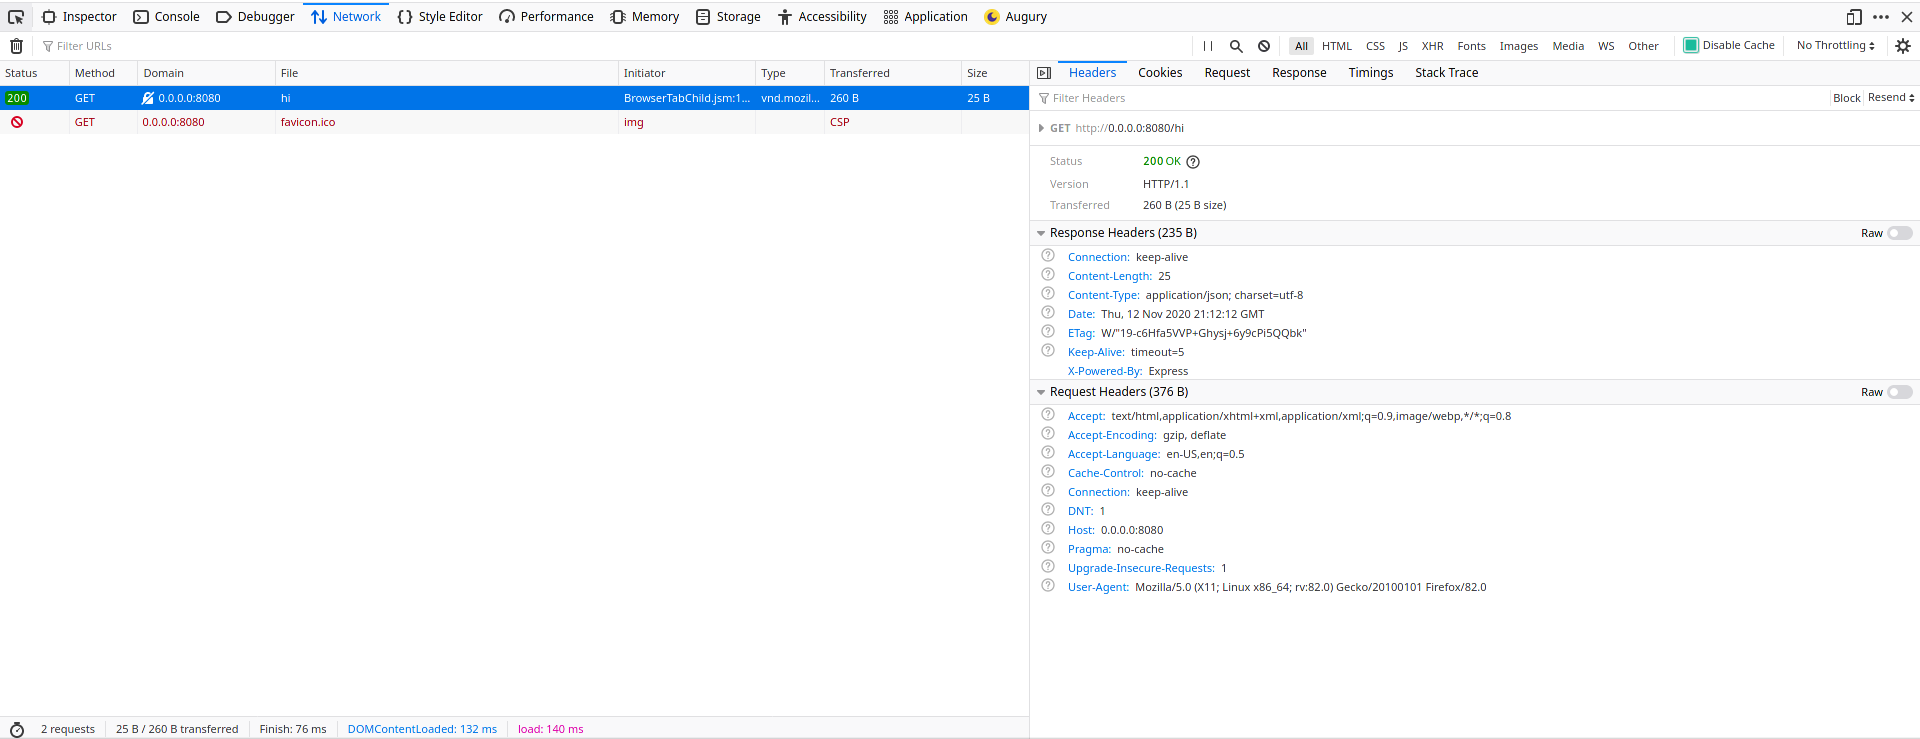 Inspector Console Debugger Network Style Editor Performance Memory Storage Accessibility Application Augury
Filter URLs All HTML CSS JS XHR Fonts Images Media WS Other Disable Cache No Throttling
Status Method Domain File Initiator Type Transferred Size
200 GET 0.0.0.0:8080 hi BrowserTabChild.jsm:1... vnd.mozil... 260 B 25 B
GET 0.0.0.0:8080 favicon.ico img CSP
Headers Cookies Request Response Timings Stack Trace
Filter Headers Block Resend
GET http://0.0.0.0:8080/hi
Status 200 OK
Version HTTP/1.1
Transferred 260 B (25 B size)
Response Headers (235 B) Raw
Connection: keep-alive
Content-Length: 25
Content-Type: application/json; charset=utf-8
Date: Thu, 12 Nov 2020 21:12:12 GMT
ETag: W/"19-c6Hfa5VVP+Ghysj+6y9cPi5QQbk"
Keep-Alive: timeout=5
X-Powered-By: Express
Request Headers (376 B) Raw
Accept: text/html,application/xhtml+xml,application/xml;q=0.9,image/webp,*/*;q=0.8
Accept-Encoding: gzip, deflate
Accept-Language: en-US,en;q=0.5
Cache-Control: no-cache
Connection: keep-alive
DNT: 1
Host: 0.0.0.0:8080
Pragma: no-cache
Upgrade-Insecure-Requests: 1
User-Agent: Mozilla/5.0 (X11; Linux x86_64; rv:82.0) Gecko/20100101 Firefox/82.0
2 requests 25 B / 260 B transferred Finish: 76 ms DOMContentLoaded: 132 ms load: 140 ms